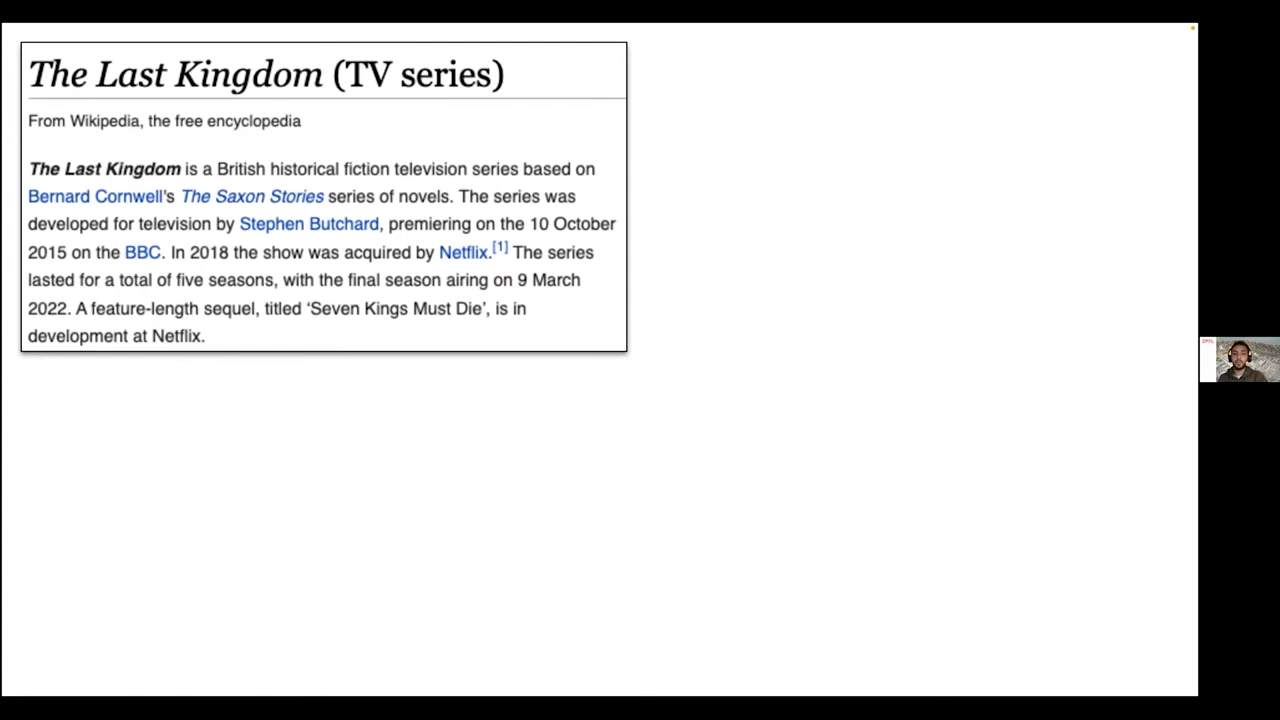 The Last Kingdom (TV series)
From Wikipedia, the free encyclopedia
The Last Kingdom is a British historical fiction television series based on
Bernard Cornwell's The Saxon Stories series of novels. The series was
developed for television by Stephen Butchard, premiering on the 10 October
2015 on the BBC. In 2018 the show was acquired by Netflix.[1] The series
lasted for a total of five seasons, with the final season airing on 9 March
2022. A feature-length sequel, titled ‘Seven Kings Must Die’, is in
development at Netflix.
EPFL